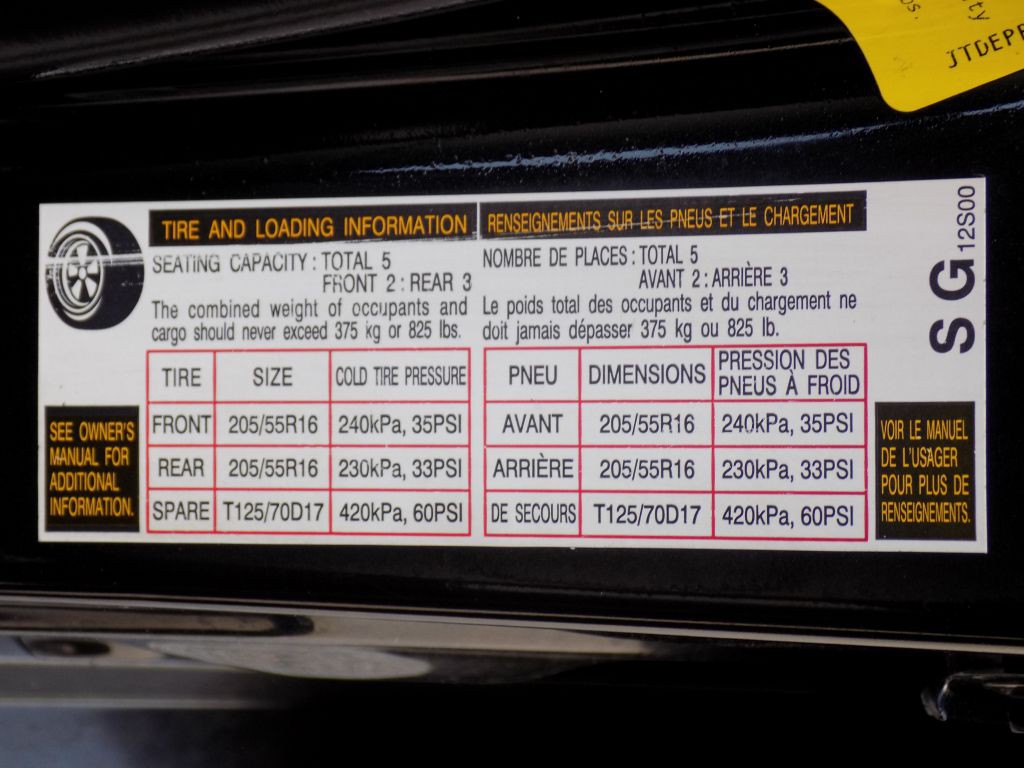 ps.
ty
JTDEPE
TIRE AND LOADING INFORMATION
SEATING CAPACITY : TOTAL 5
FRONT 2 : REAR 3
The combined weight of occupants and
cargo should never exceed 375 kg or 825 lbs.
RENSEIGNEMENTS SUR LES PNEUS ET LE CHARGEMENT
NOMBRE DE PLACES : TOTAL 5
AVANT 2 : ARRIÈRE 3
Le poids total des occupants et du chargement ne
doit jamais dépasser 375 kg ou 825 lb.
TIRE SIZE COLD TIRE PRESSURE
FRONT 205/55R16 240kPa, 35PSI
REAR 205/55R16 230kPa, 33PSI
SPARE T125/70D17 420kPa, 60PSI
PNEU DIMENSIONS PRESSION DES
PNEUS À FROID
AVANT 205/55R16 240kPa, 35PSI
ARRIÈRE 205/55R16 230kPa, 33PSI
DE SECOURS T125/70D17 420kPa, 60PSI
SEE OWNER'S
MANUAL FOR
ADDITIONAL
INFORMATION.
VOIR LE MANUEL
DE L'USAGER
POUR PLUS DE
RENSEIGNEMENTS.
S G 12S00